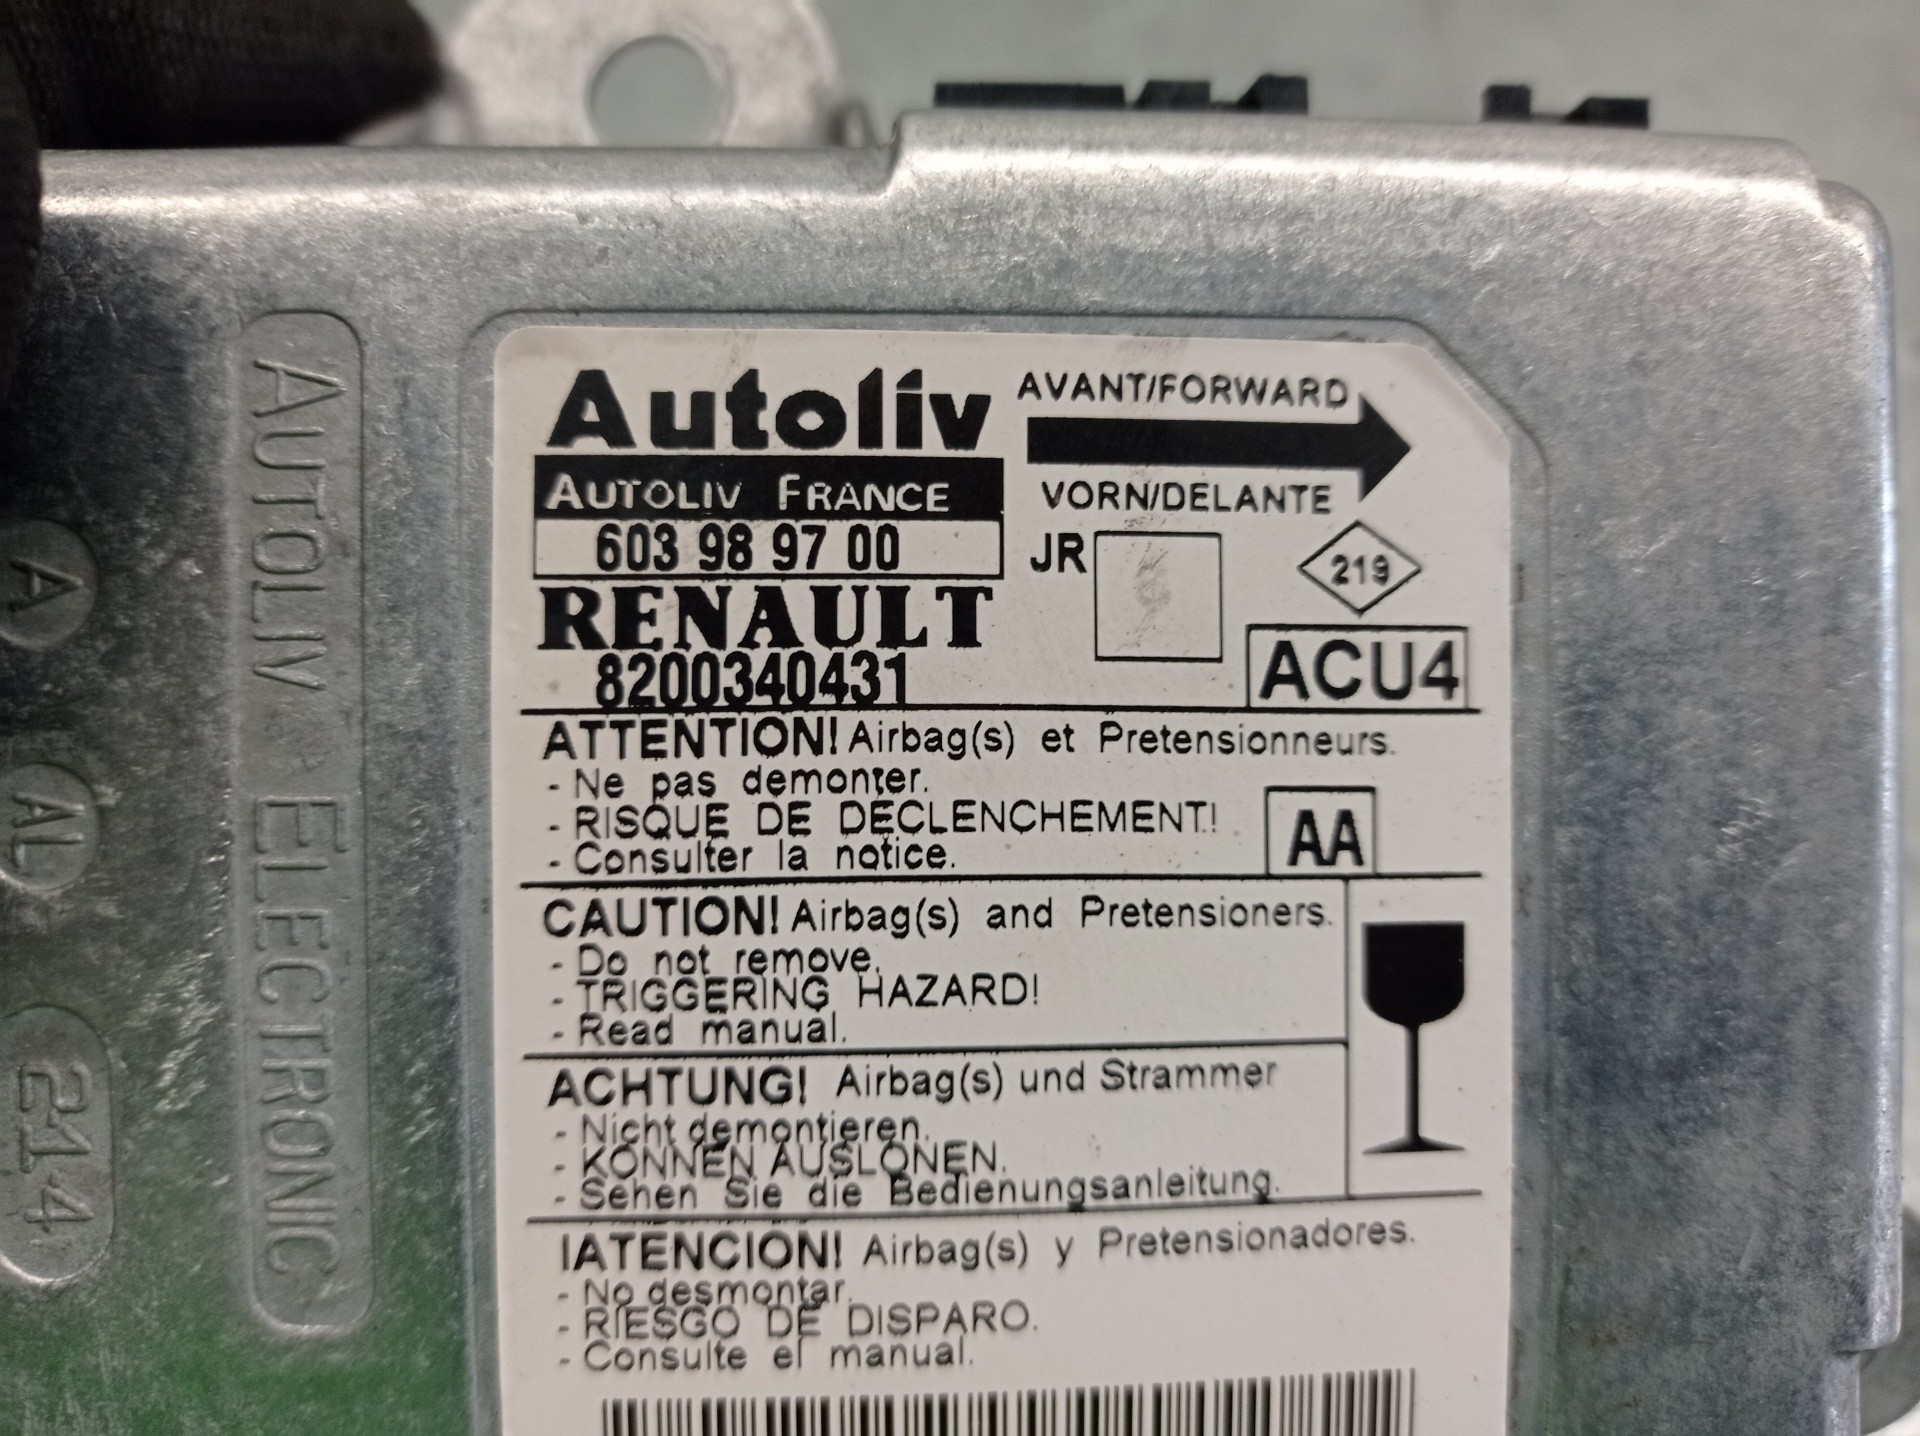 Autoliv
AVANT/FORWARD
AUTOLIV FRANCE
VORN/DELANTE
603 98 97 00
JR
219
RENAULT
8200340431
ACU4
ATTENTION! Airbag(s) et Pretensionneurs.
- Ne pas demonter.
- RISQUE DE DECLENCHEMENT!
- Consulter la notice.
AA
CAUTION! Airbag(s) and Pretensioners.
- Do not remove.
- TRIGGERING HAZARD!
- Read manual.
ACHTUNG! Airbag(s) und Strammer
- Nicht demontieren.
- KONNEN AUSLONEN.
- Sehen Sie die Bedienungsanleitung.
!ATENCION! Airbag(s) y Pretensionadores.
- No desmontar.
- RIESGO DE DISPARO.
- Consulte el manual.
AUTOLIV ELECTRONIC
A
AL
214